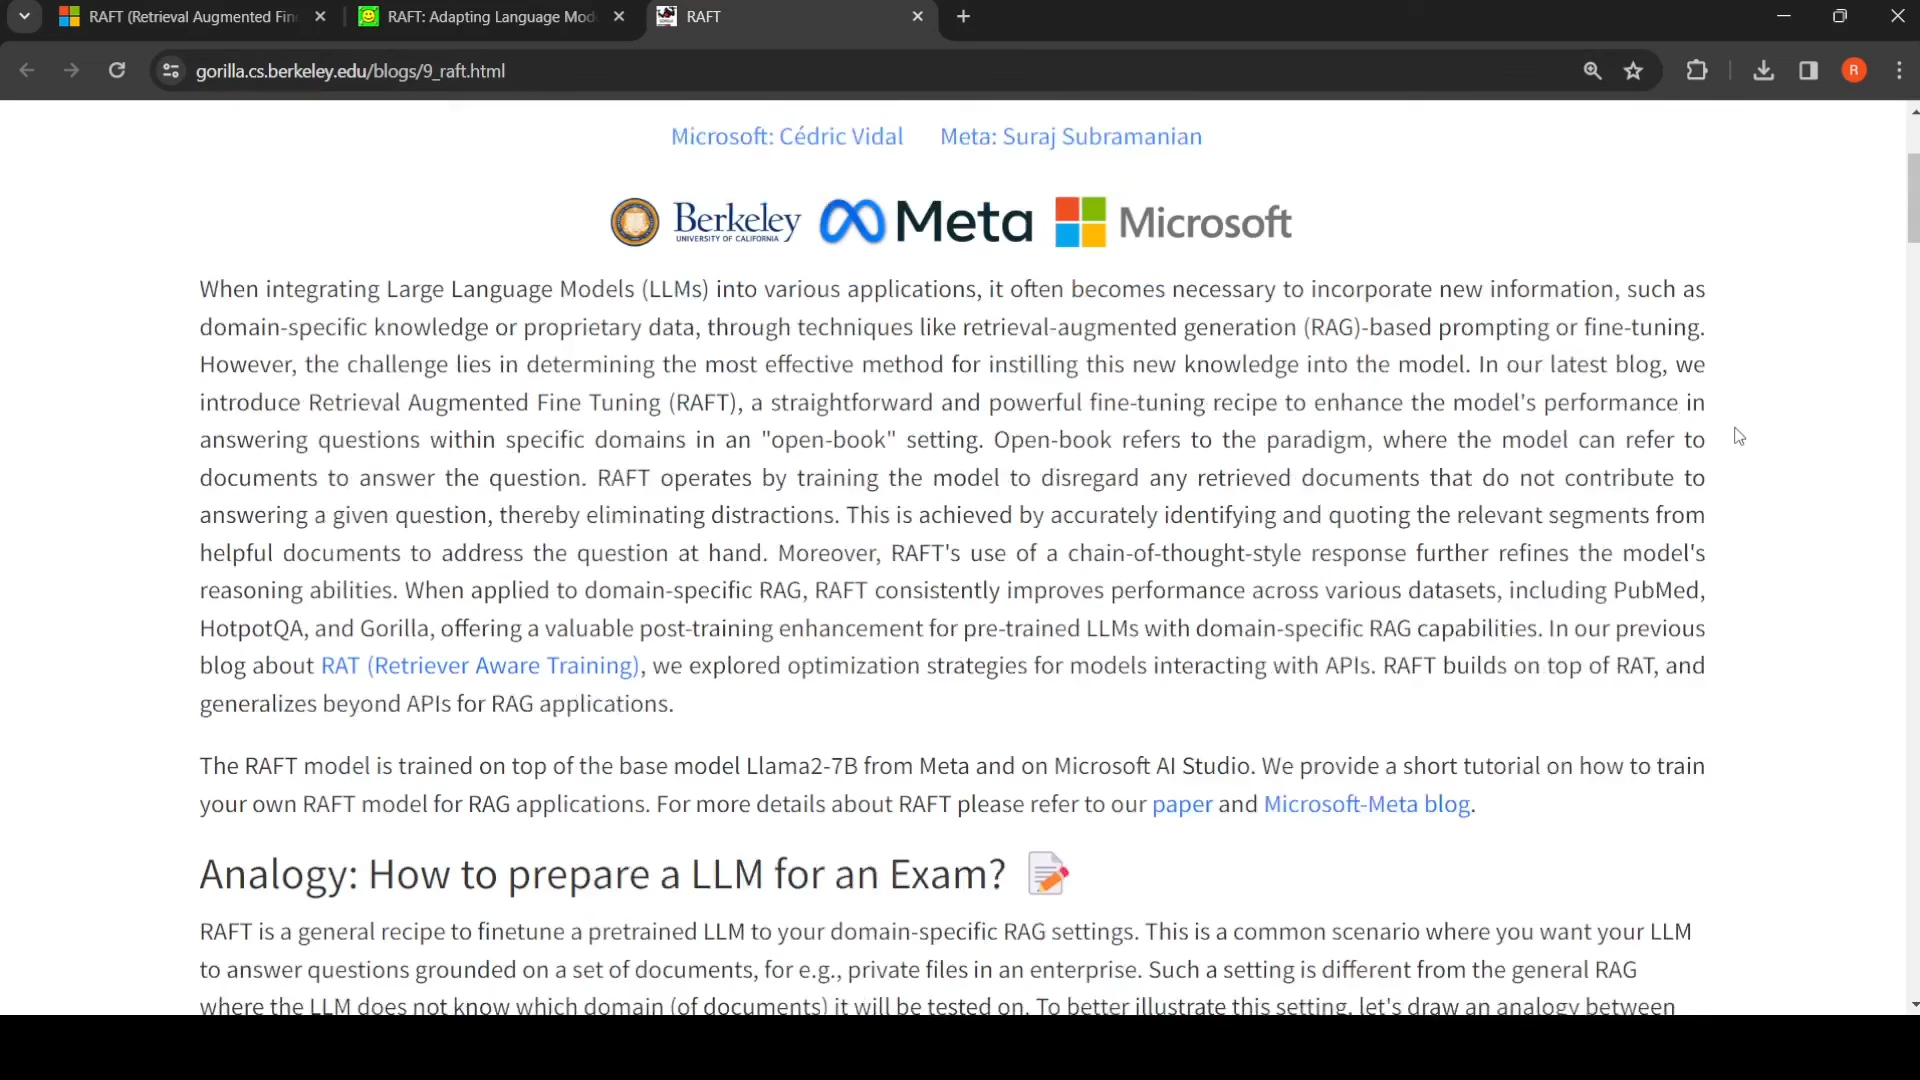 RAFT (Retrieval Augmented Fin
RAFT: Adapting Language Mod
RAFT
gorilla.cs.berkeley.edu/blogs/9_raft.html
R
Microsoft: Cédric Vidal Meta: Suraj Subramanian
Berkeley
UNIVERSITY OF CALIFORNIA
Meta
Microsoft
When integrating Large Language Models (LLMs) into various applications, it often becomes necessary to incorporate new information, such as
domain-specific knowledge or proprietary data, through techniques like retrieval-augmented generation (RAG)-based prompting or fine-tuning.
However, the challenge lies in determining the most effective method for instilling this new knowledge into the model. In our latest blog, we
introduce Retrieval Augmented Fine Tuning (RAFT), a straightforward and powerful fine-tuning recipe to enhance the model's performance in
answering questions within specific domains in an "open-book" setting. Open-book refers to the paradigm, where the model can refer to
documents to answer the question. RAFT operates by training the model to disregard any retrieved documents that do not contribute to
answering a given question, thereby eliminating distractions. This is achieved by accurately identifying and quoting the relevant segments from
helpful documents to address the question at hand. Moreover, RAFT's use of a chain-of-thought-style response further refines the model's
reasoning abilities. When applied to domain-specific RAG, RAFT consistently improves performance across various datasets, including PubMed,
HotpotQA, and Gorilla, offering a valuable post-training enhancement for pre-trained LLMs with domain-specific RAG capabilities. In our previous
blog about RAT (Retriever Aware Training), we explored optimization strategies for models interacting with APIs. RAFT builds on top of RAT, and
generalizes beyond APIs for RAG applications.
The RAFT model is trained on top of the base model Llama2-7B from Meta and on Microsoft AI Studio. We provide a short tutorial on how to train
your own RAFT model for RAG applications. For more details about RAFT please refer to our paper and Microsoft-Meta blog.
Analogy: How to prepare a LLM for an Exam?
RAFT is a general recipe to finetune a pretrained LLM to your domain-specific RAG settings. This is a common scenario where you want your LLM
to answer questions grounded on a set of documents, for e.g., private files in an enterprise. Such a setting is different from the general RAG
where the LLM does not know which domain (of documents) it will be tested on. To better illustrate this setting, let's draw an analogy between